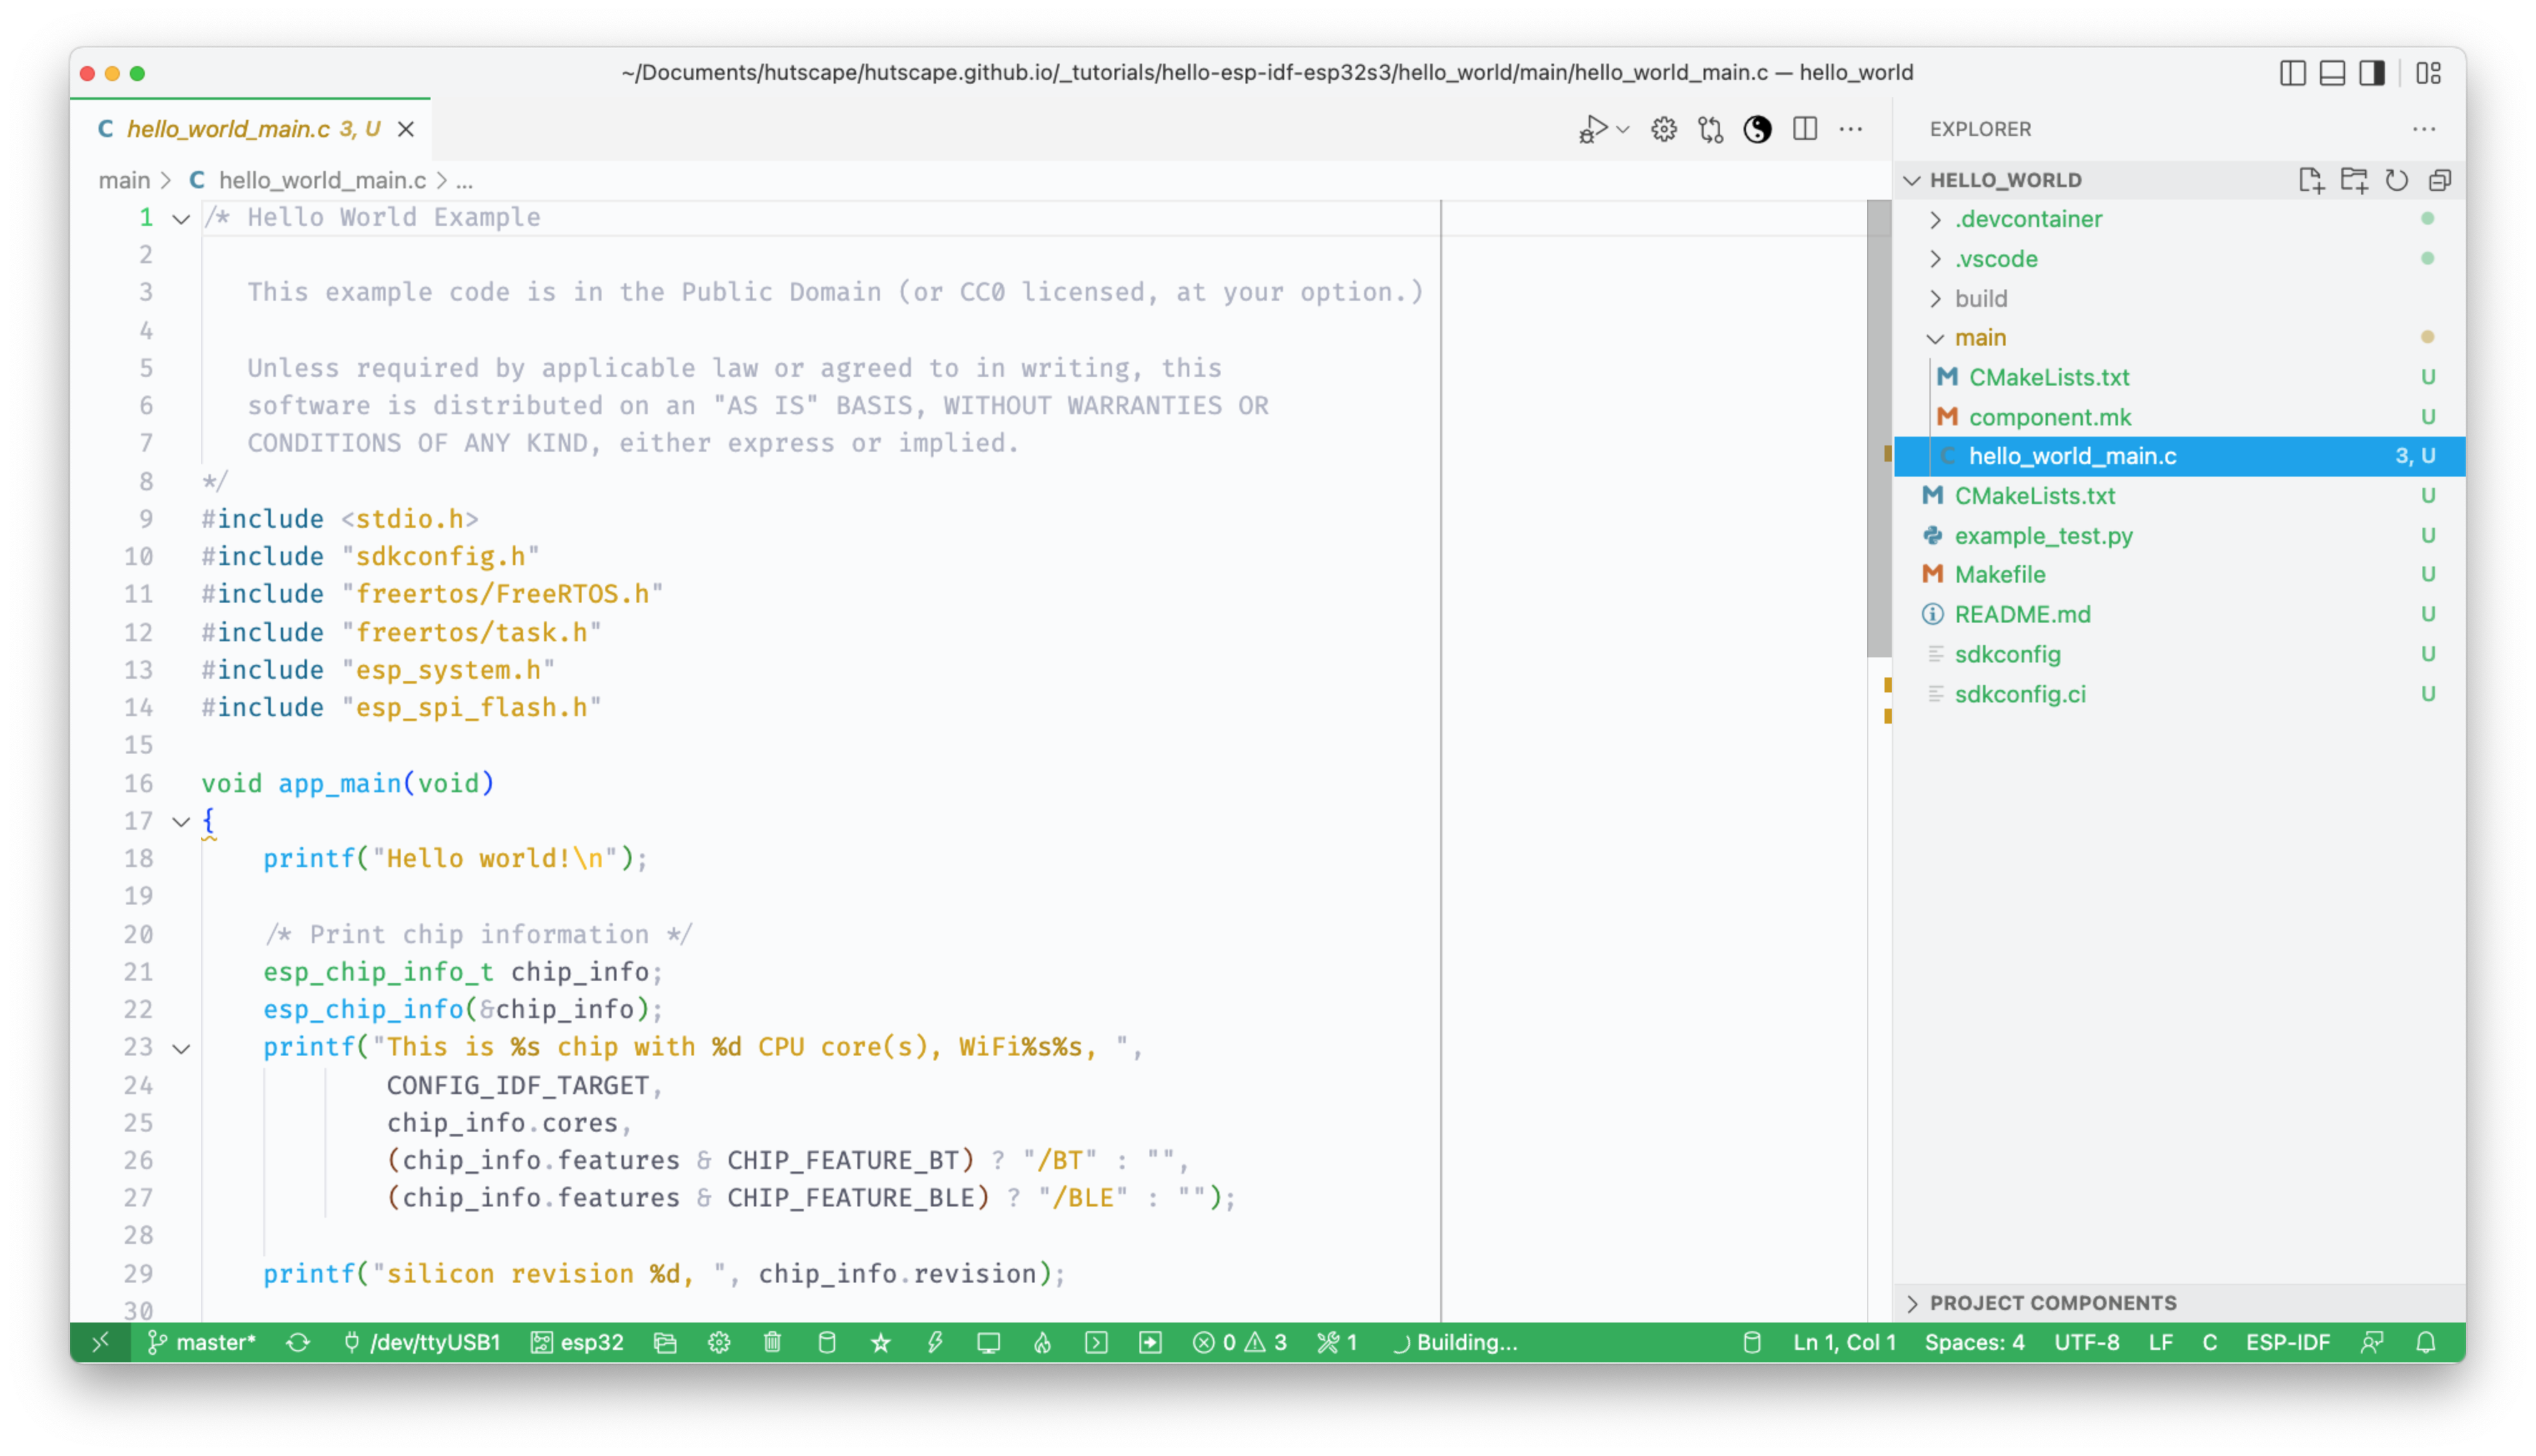 ~/Documents/hutscape/hutscape.github.io/_tutorials/hello-esp-idf-esp32s3/hello_world/main/hello_world_main.c — hello_world
C hello_world_main.c 3, U
main > C hello_world_main.c > ...
1 /* Hello World Example
2
3 This example code is in the Public Domain (or CC0 licensed, at your option.)
4
5 Unless required by applicable law or agreed to in writing, this
6 software is distributed on an "AS IS" BASIS, WITHOUT WARRANTIES OR
7 CONDITIONS OF ANY KIND, either express or implied.
8 */
9 #include <stdio.h>
10 #include "sdkconfig.h"
11 #include "freertos/FreeRTOS.h"
12 #include "freertos/task.h"
13 #include "esp_system.h"
14 #include "esp_spi_flash.h"
15
16 void app_main(void)
17 {
18 printf("Hello world!\n");
19
20 /* Print chip information */
21 esp_chip_info_t chip_info;
22 esp_chip_info(&chip_info);
23 printf("This is %s chip with %d CPU core(s), WiFi%s%s, ",
24 CONFIG_IDF_TARGET,
25 chip_info.cores,
26 (chip_info.features & CHIP_FEATURE_BT) ? "/BT" : "",
27 (chip_info.features & CHIP_FEATURE_BLE) ? "/BLE" : "");
28
29 printf("silicon revision %d, ", chip_info.revision);
30
EXPLORER
HELLO_WORLD
.devcontainer
.vscode
build
main
M CMakeLists.txt U
M component.mk U
C hello_world_main.c 3, U
M CMakeLists.txt U
example_test.py U
M Makefile U
README.md U
sdkconfig U
sdkconfig.ci U
PROJECT COMPONENTS
master* /dev/ttyUSB1 esp32 0 3 1 Building... Ln 1, Col 1 Spaces: 4 UTF-8 LF C ESP-IDF